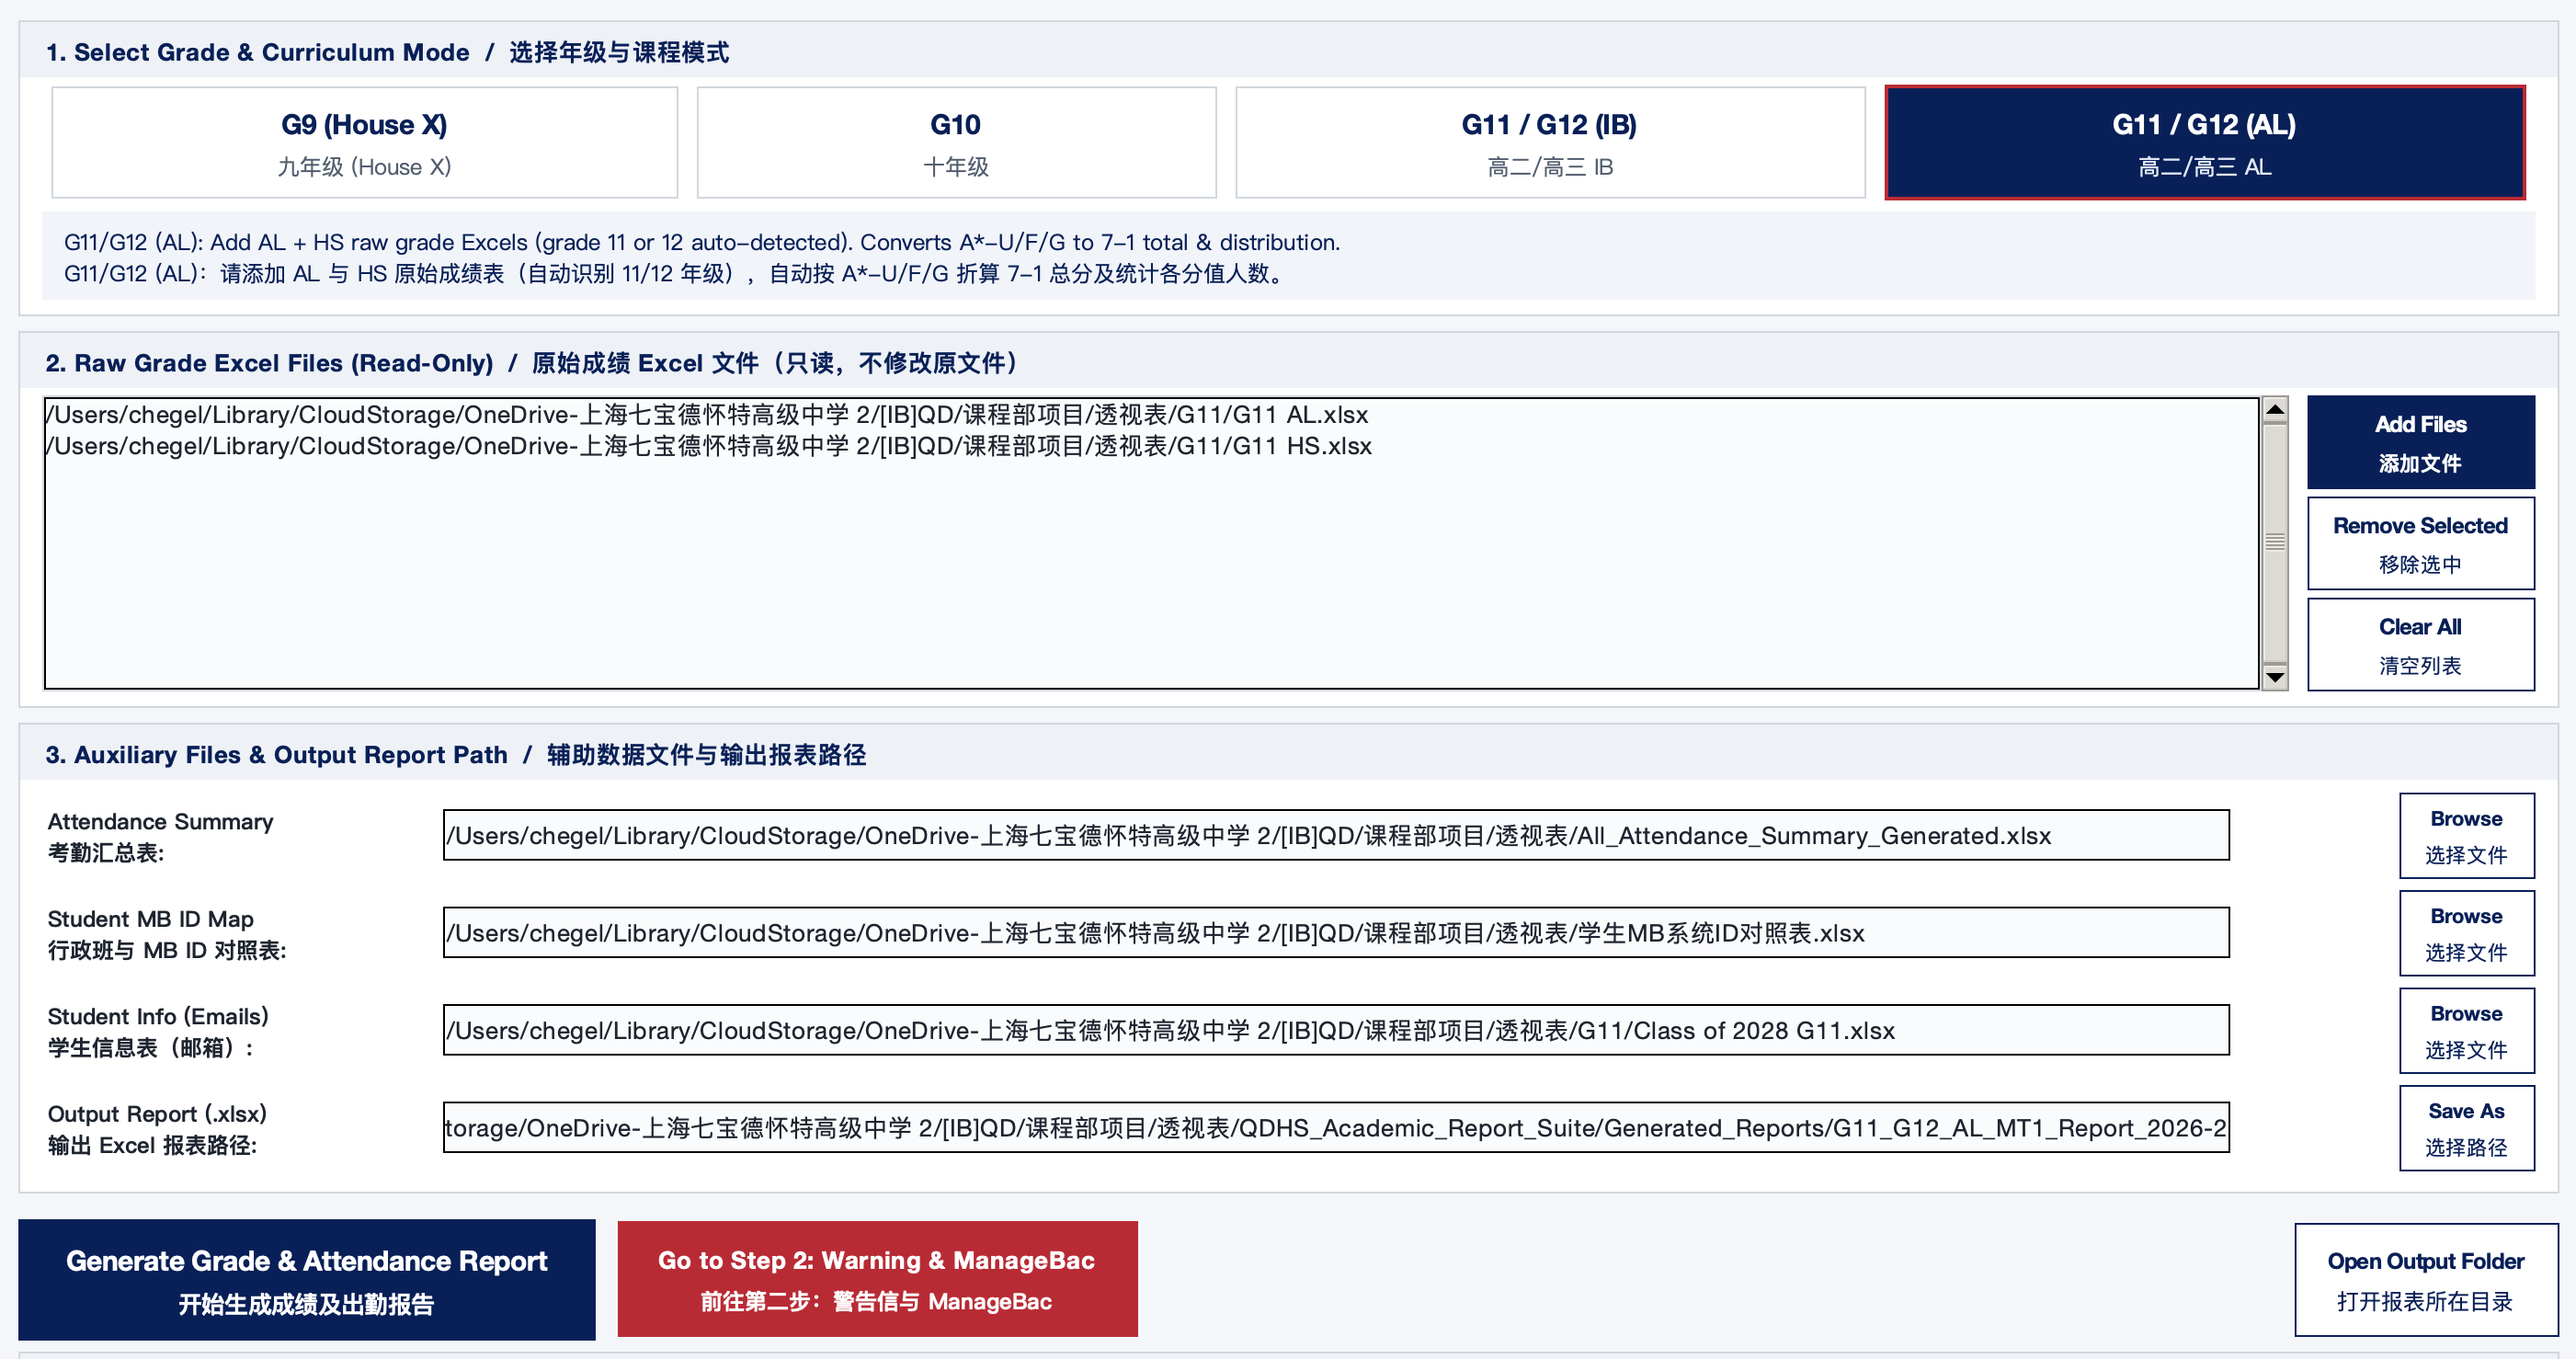 1. Select Grade & Curriculum Mode / 选择年级与课程模式
G9 (House X)
九年级 (House X)
G10
十年级
G11 / G12 (IB)
高二/高三 IB
G11 / G12 (AL)
高二/高三 AL
G11/G12 (AL): Add AL + HS raw grade Excels (grade 11 or 12 auto-detected). Converts A*-U/F/G to 7-1 total & distribution.
G11/G12 (AL)：请添加 AL 与 HS 原始成绩表（自动识别 11/12 年级），自动按 A*-U/F/G 折算 7-1 总分及统计各分值人数。
2. Raw Grade Excel Files (Read-Only) / 原始成绩 Excel 文件（只读，不修改原文件）
/Users/chegel/Library/CloudStorage/OneDrive-上海七宝德怀特高级中学 2/[IB]QD/课程部项目/透视表/G11/G11 AL.xlsx
/Users/chegel/Library/CloudStorage/OneDrive-上海七宝德怀特高级中学 2/[IB]QD/课程部项目/透视表/G11/G11 HS.xlsx
Add Files
添加文件
Remove Selected
移除选中
Clear All
清空列表
3. Auxiliary Files & Output Report Path / 辅助数据文件与输出报表路径
Attendance Summary
考勤汇总表:
/Users/chegel/Library/CloudStorage/OneDrive-上海七宝德怀特高级中学 2/[IB]QD/课程部项目/透视表/All_Attendance_Summary_Generated.xlsx
Browse
选择文件
Student MB ID Map
行政班与 MB ID 对照表:
/Users/chegel/Library/CloudStorage/OneDrive-上海七宝德怀特高级中学 2/[IB]QD/课程部项目/透视表/学生MB系统ID对照表.xlsx
Browse
选择文件
Student Info (Emails)
学生信息表（邮箱）:
/Users/chegel/Library/CloudStorage/OneDrive-上海七宝德怀特高级中学 2/[IB]QD/课程部项目/透视表/G11/Class of 2028 G11.xlsx
Browse
选择文件
Output Report (.xlsx)
输出 Excel 报表路径:
torage/OneDrive-上海七宝德怀特高级中学 2/[IB]QD/课程部项目/透视表/QDHS_Academic_Report_Suite/Generated_Reports/G11_G12_AL_MT1_Report_2026-2
Save As
选择路径
Generate Grade & Attendance Report
开始生成成绩及出勤报告
Go to Step 2: Warning & ManageBac
前往第二步：警告信与 ManageBac
Open Output Folder
打开报表所在目录